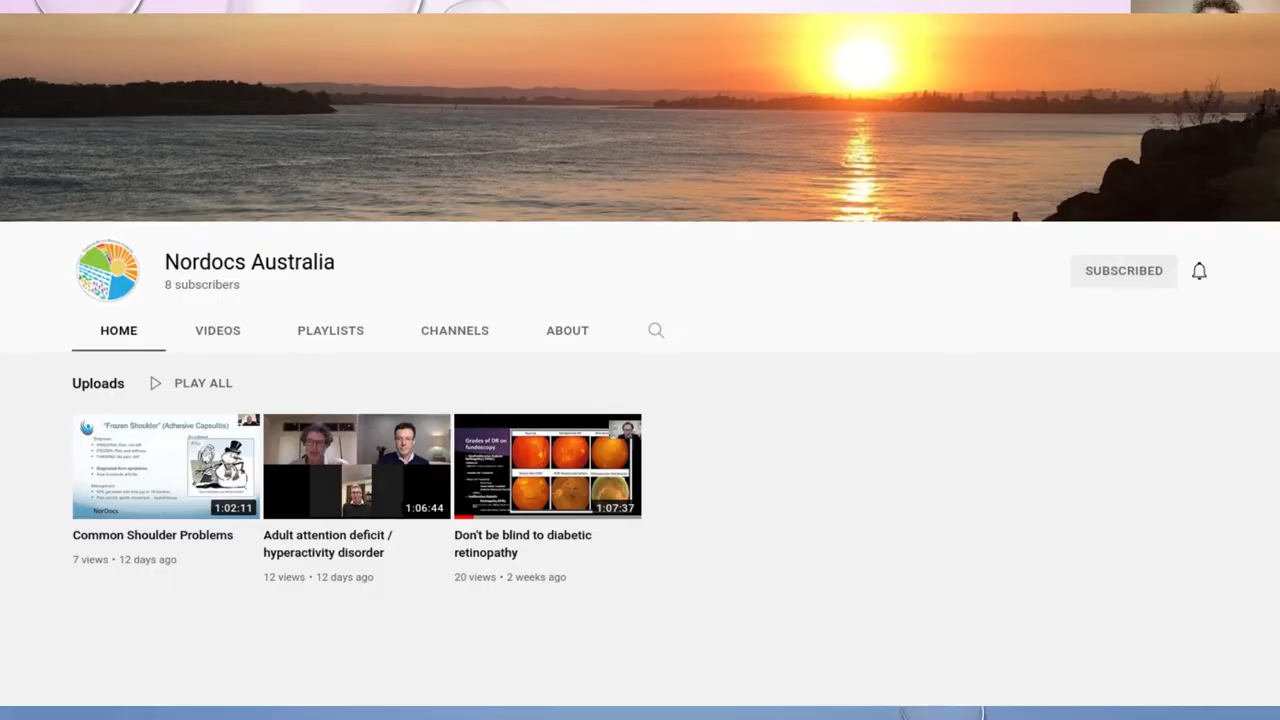 Nordocs Australia
8 subscribers
SUBSCRIBED
HOME VIDEOS PLAYLISTS CHANNELS ABOUT
Uploads PLAY ALL
"Frozen Shoulder" (Adhesive Capsulitis)
NorDocs
1:02:11
1:06:44
Grades of DR on
fundoscopy
1:07:37
Common Shoulder Problems
7 views • 12 days ago
Adult attention deficit /
hyperactivity disorder
12 views • 12 days ago
Don't be blind to diabetic
retinopathy
20 views • 2 weeks ago